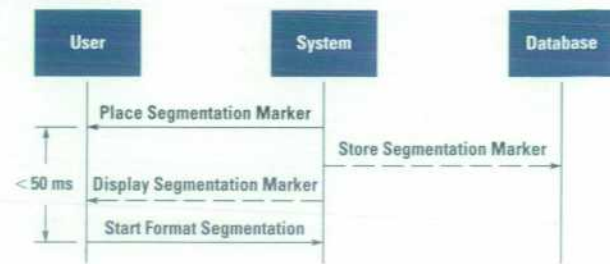 User
System
Database
Place Segmentation Marker
Store Segmentation Marker
< 50 ms
Display Segmentation Marker
Start Format Segmentation